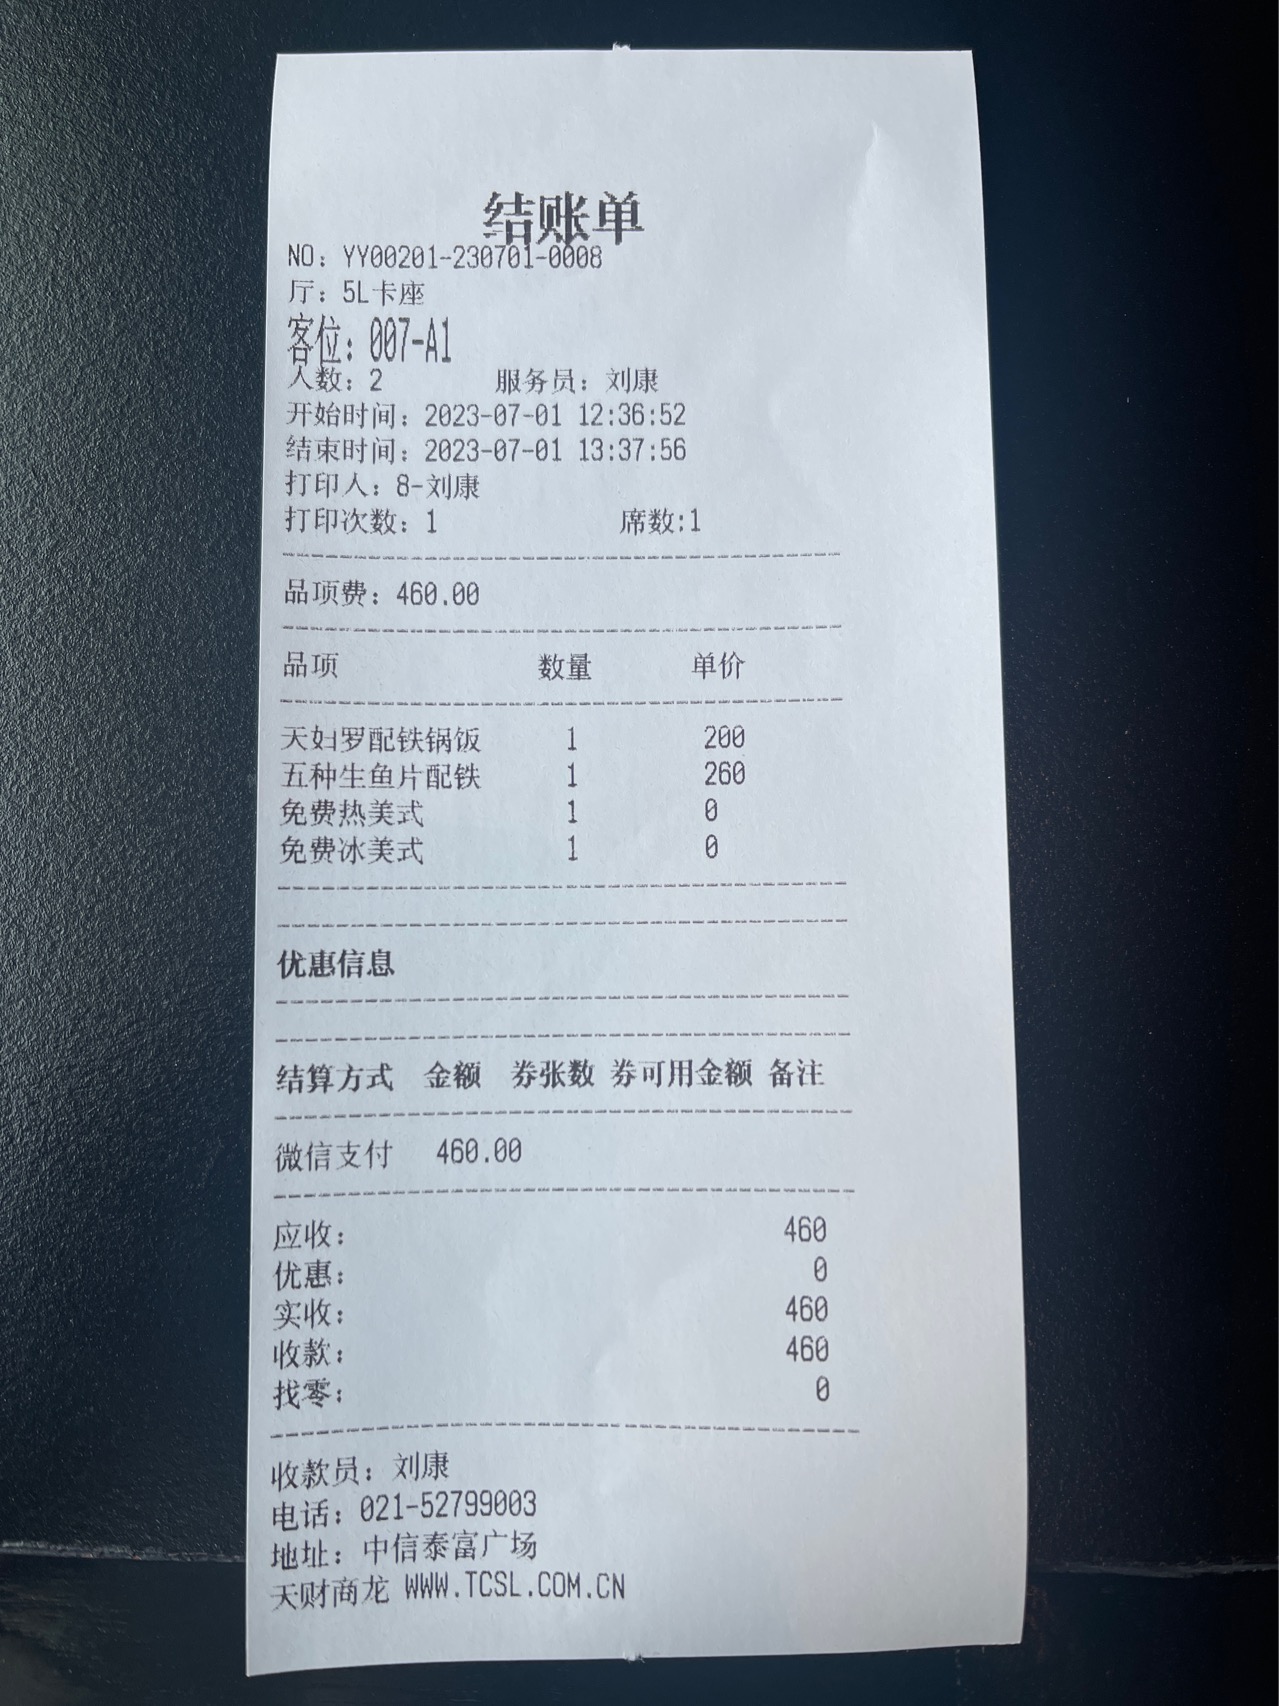 结账单
NO: YY00201-230701-0008
厅: 5L卡座
客位: 007-A1
人数: 2 服务员: 刘康
开始时间: 2023-07-01 12:36:52
结束时间: 2023-07-01 13:37:56
打印人: 8-刘康
打印次数: 1 席数:1
品项费: 460.00
品项 数量 单价
天妇罗配铁锅饭 1 200
五种生鱼片配铁 1 260
免费热美式 1 0
免费冰美式 1 0
优惠信息
结算方式 金额 券张数 券可用金额 备注
微信支付 460.00
应收: 460
优惠: 0
实收: 460
收款: 460
找零: 0
收款员: 刘康
电话: 021-52799003
地址: 中信泰富广场
天财商龙 WWW.TCSL.COM.CN